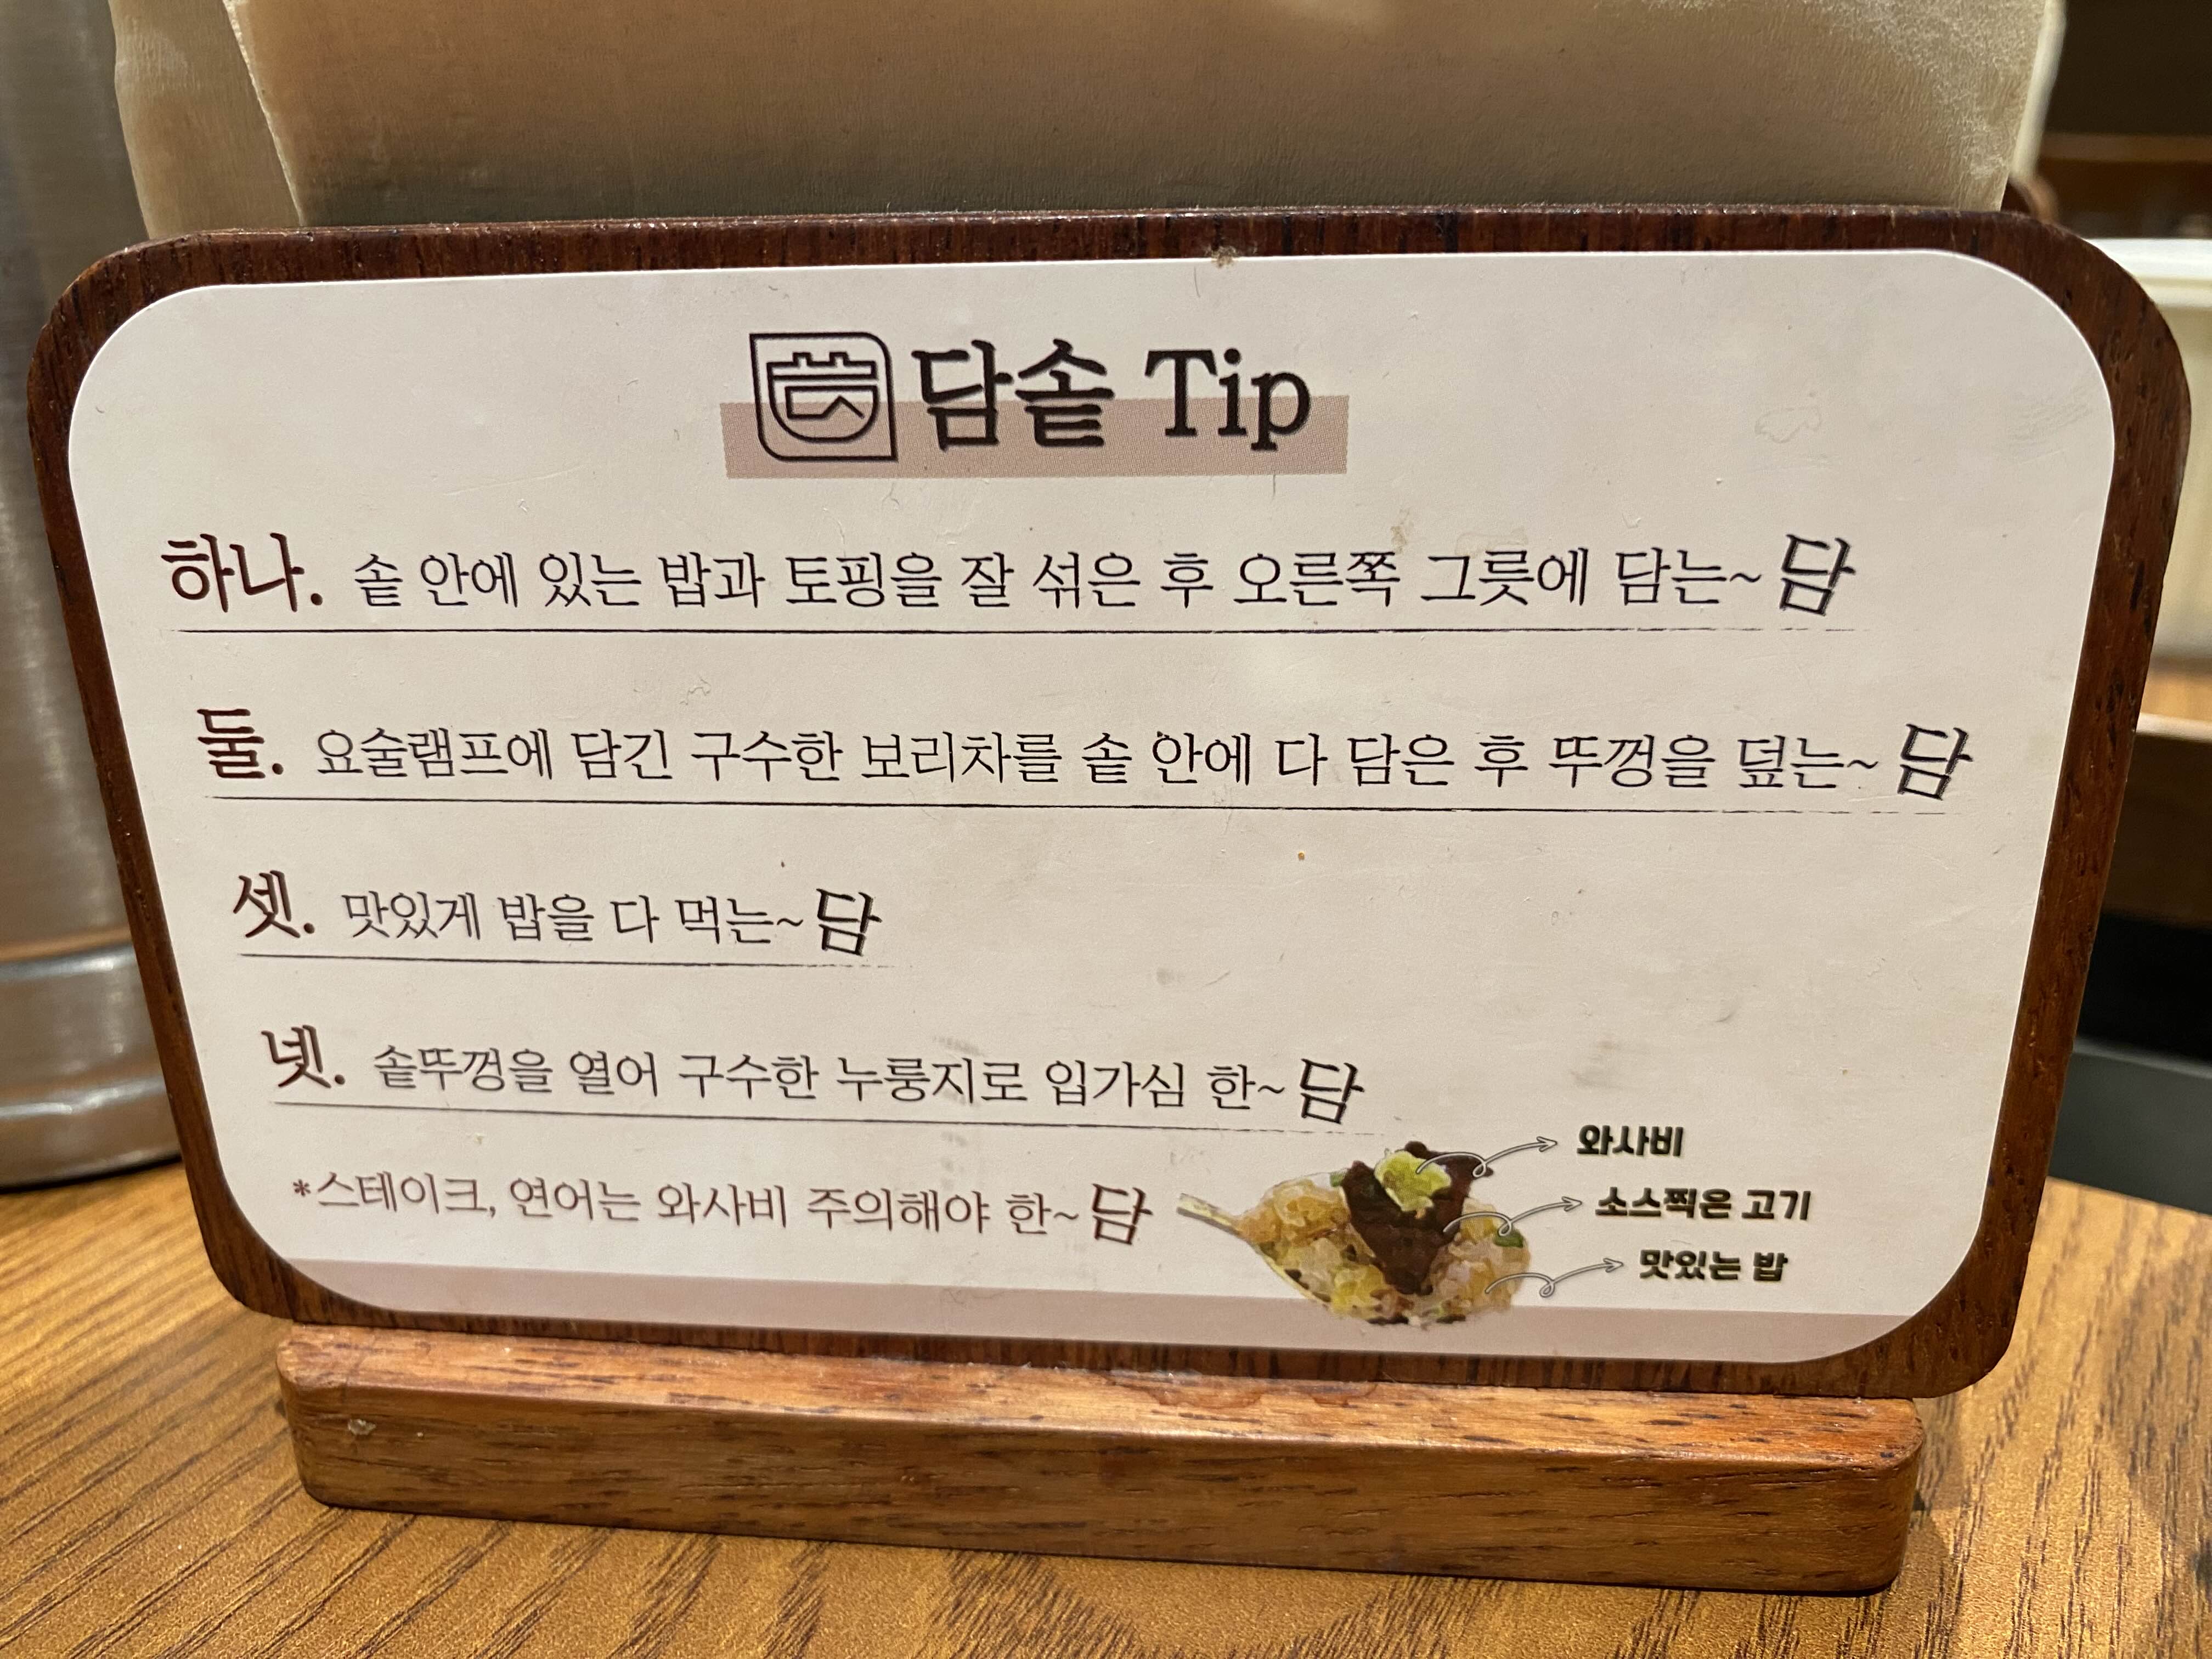 담솥 Tip
하나. 솥 안에 있는 밥과 토핑을 잘 섞은 후 오른쪽 그릇에 담는~담
둘. 요술램프에 담긴 구수한 보리차를 솥 안에 다 담은 후 뚜껑을 덮는~담
셋. 맛있게 밥을 다 먹는~담
넷. 솥뚜껑을 열어 구수한 누룽지로 입가심 한~담
*스테이크, 연어는 와사비 주의해야 한~담
와사비
소스찍은 고기
맛있는 밥